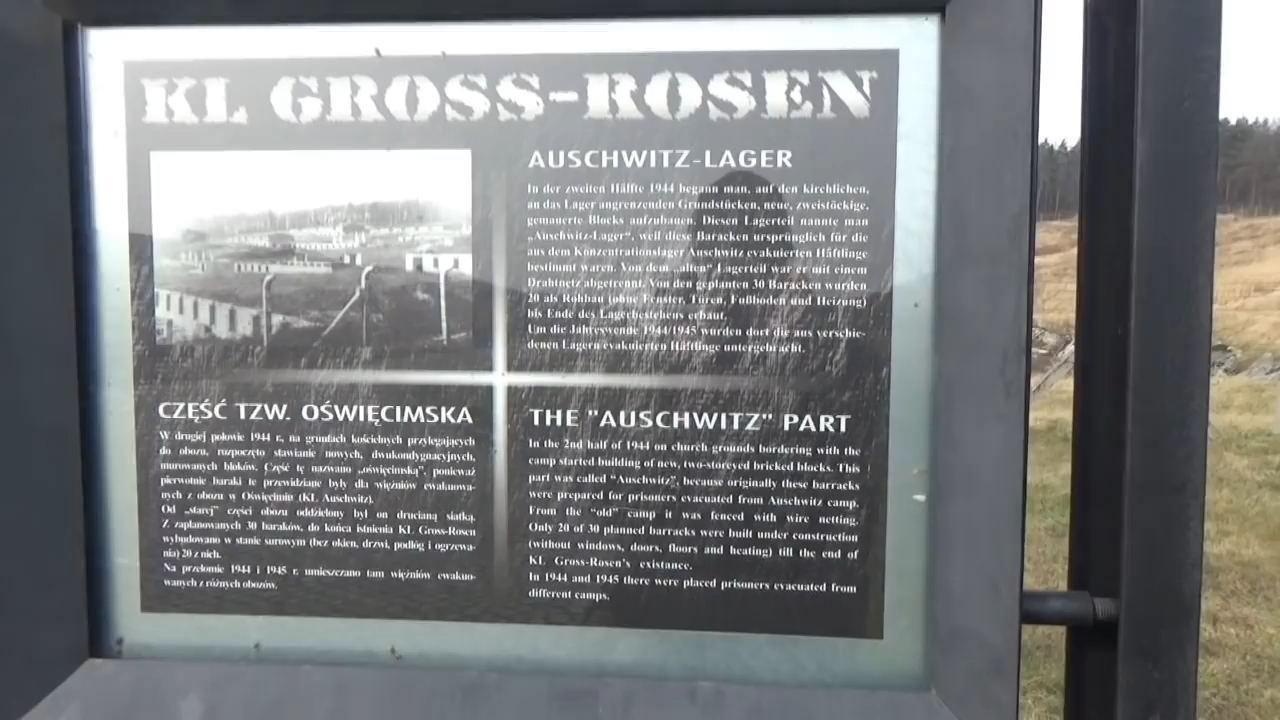 KL GROSS-ROSEN
AUSCHWITZ-LAGER
In der zweiten Hälfte 1944 begann man, auf den kirchlichen,
an das Lager angrenzenden Grundstücken, neue, zweistöckige,
gemauerte Blocks aufzubauen. Diesen Lagerteil nannte man
„Auschwitz-Lager“, weil diese Baracken ursprünglich für die
aus dem Konzentrationslager Auschwitz evakuierten Häftlinge
bestimmt waren. Von dem „alten“ Lagerteil war er mit einem
Drahtnetz abgetrennt. Von den geplanten 30 Baracken wurden
20 als Rohbau (ohne Fenster, Türen, Fußboden und Heizung)
bis Ende des Lagerbestehens erbaut.
Um die Jahreswende 1944/1945 wurden dort die aus verschie-
denen Lagern evakuierten Häftlinge untergebracht.
CZĘŚĆ TZW. OŚWIĘCIMSKA
W drugiej połowie 1944 r., na gruntach kościelnych przylegających
do obozu, rozpoczęto stawianie nowych, dwukondygnacyjnych,
murowanych bloków. Część tę nazwano „oświęcimską”, ponieważ
pierwotnie baraki te przewidziane były dla więźniów ewakuowa-
nych z obozu w Oświęcimiu (KL Auschwitz).
Od „starej” części obozu oddzielony był on drucianą siatką.
Z zaplanowanych 30 baraków, do końca istnienia KL Gross-Rosen
wybudowano w stanie surowym (bez okien, drzwi, podłóg i ogrzewa-
nia) 20 z nich.
Na przełomie 1944 i 1945 r. umieszczano tam więźniów ewakuo-
wanych z różnych obozów.
THE "AUSCHWITZ" PART
In the 2nd half of 1944 on church grounds bordering with the
camp started building of new, two-storeyed bricked blocks. This
part was called “Auschwitz”, because originally these barracks
were prepared for prisoners evacuated from Auschwitz camp.
From the “old” camp it was fenced with wire netting.
Only 20 of 30 planned barracks were built under construction
(without windows, doors, floors and heating) till the end of
KL Gross-Rosen’s existance.
In 1944 and 1945 there were placed prisoners evacuated from
different camps.